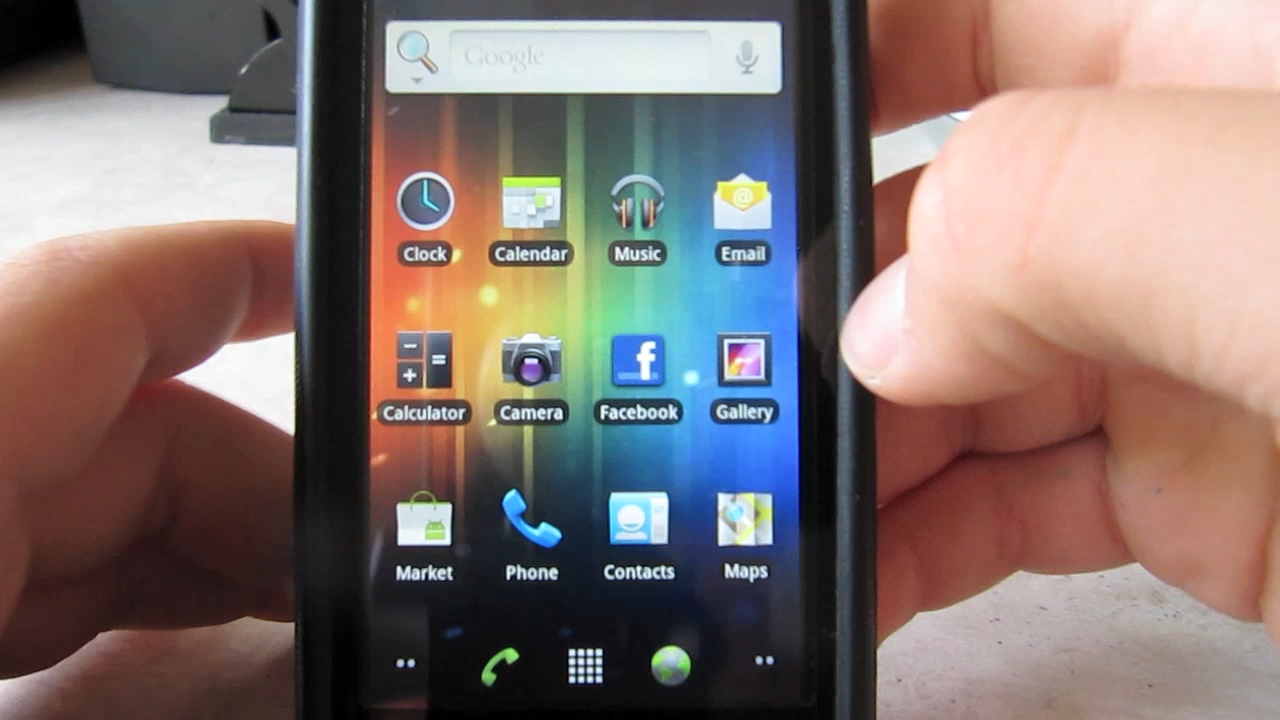 Google
Clock Calendar Music Email
Calculator Camera Facebook Gallery
Market Phone Contacts Maps